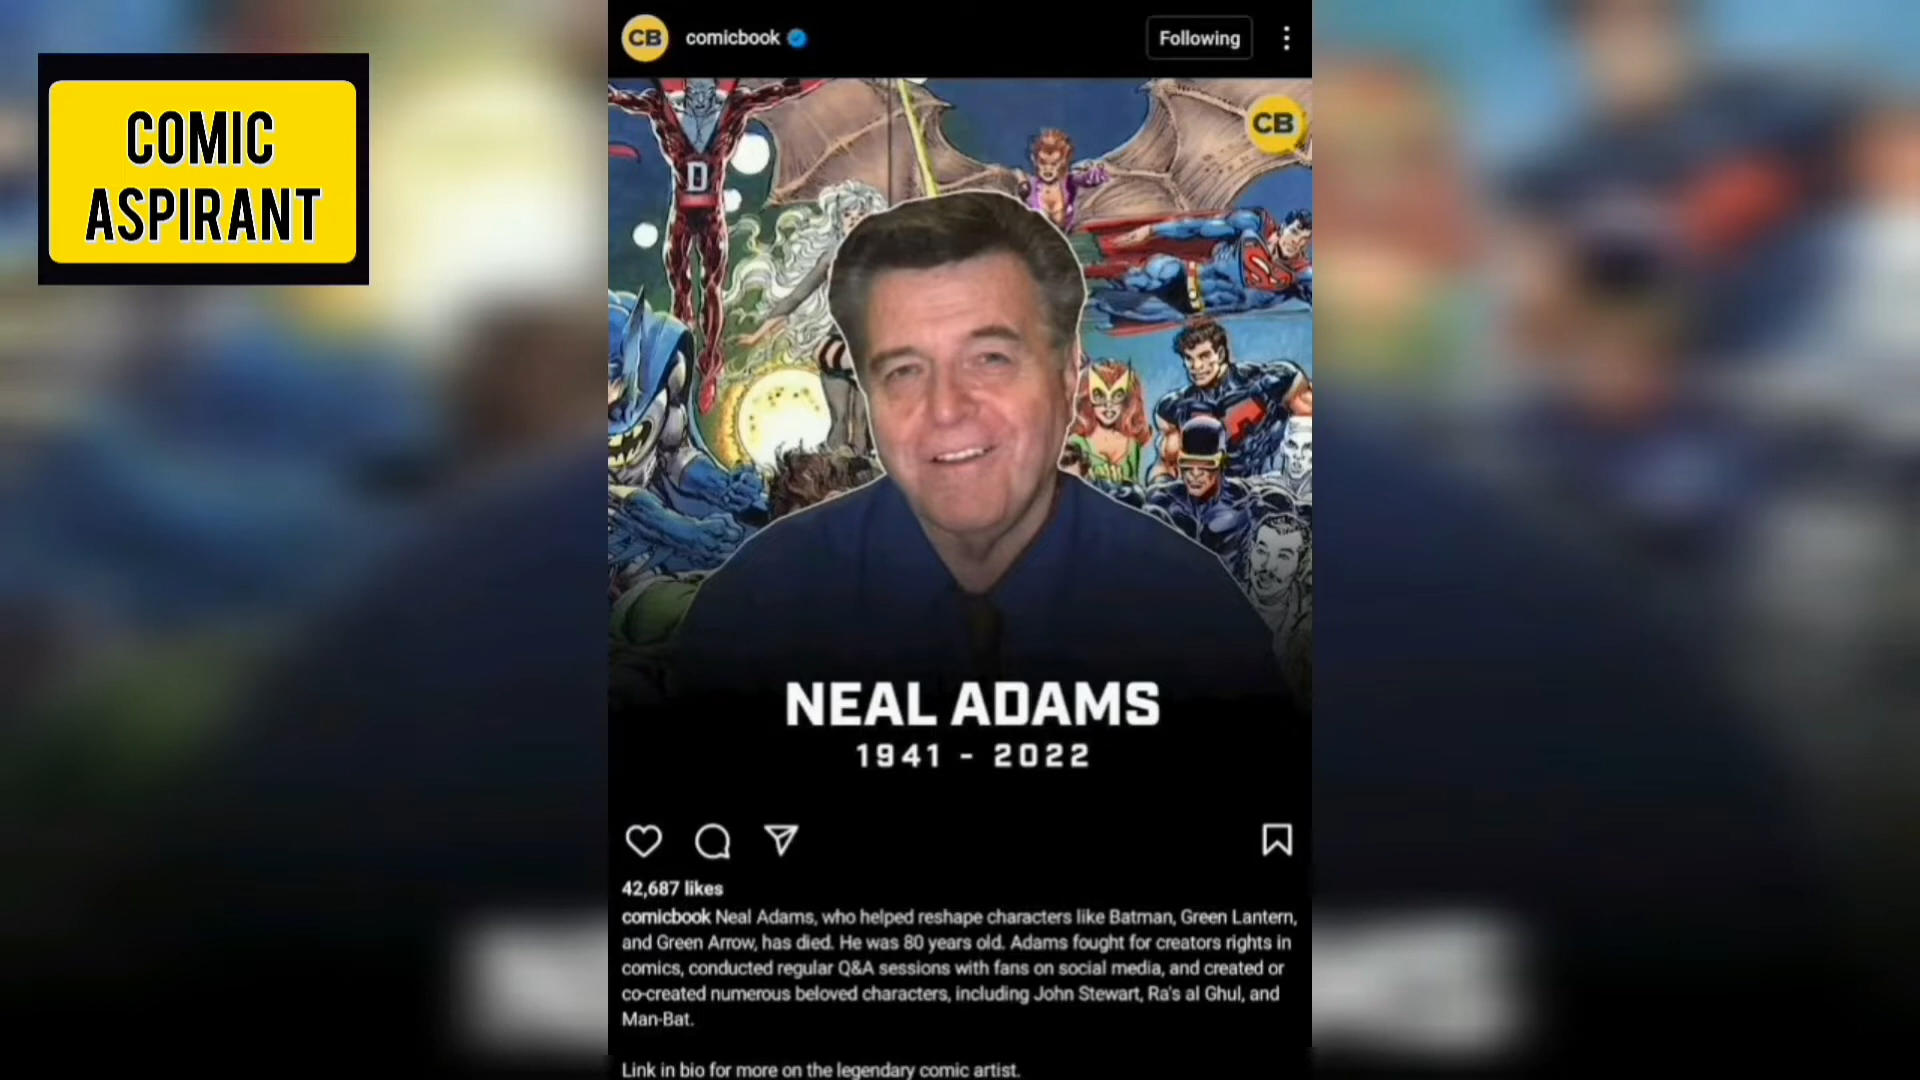 COMIC
ASPIRANT
CB
comicbook
Following
CB
D
NEAL ADAMS
1941 - 2022
42,687 likes
comicbook Neal Adams, who helped reshape characters like Batman, Green Lantern,
and Green Arrow, has died. He was 80 years old. Adams fought for creators rights in
comics, conducted regular Q&A sessions with fans on social media, and created or
co-created numerous beloved characters, including John Stewart, Ra's al Ghul, and
Man-Bat.
Link in bio for more on the legendary comic artist.